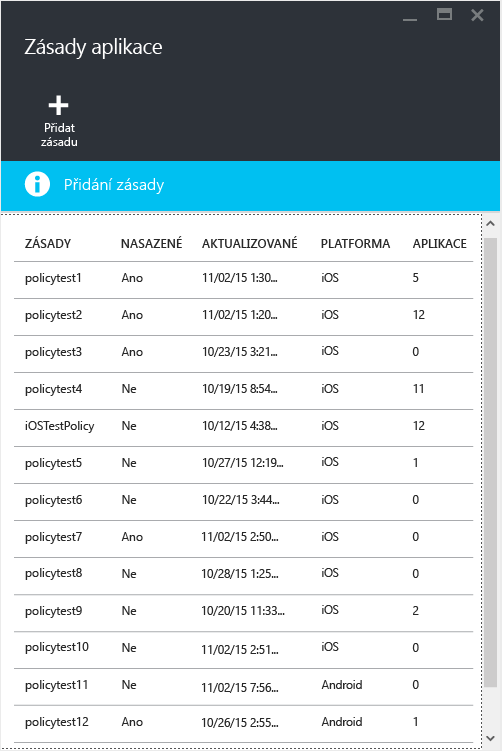 Zásady aplikace
Přidat
zásadu
Přidání zásady
ZÁSADY NASAZENÉ AKTUALIZOVANÉ PLATFORMA APLIKACE
policytest1 Ano 11/02/15 1:30... iOS 5
policytest2 Ano 11/02/15 1:20... iOS 12
policytest3 Ano 10/23/15 3:21... iOS 0
policytest4 Ne 10/19/15 8:54... iOS 11
iOSTestPolicy Ne 10/12/15 4:38... iOS 12
policytest5 Ne 10/27/15 12:19... iOS 1
policytest6 Ne 10/22/15 3:44... iOS 0
policytest7 Ano 11/02/15 2:50... iOS 0
policytest8 Ne 10/28/15 1:25... iOS 0
policytest9 Ne 10/20/15 11:33... iOS 2
policytest10 Ne 11/02/15 2:51... iOS 0
policytest11 Ne 11/02/15 7:56... Android 0
policytest12 Ano 10/26/15 2:55... Android 1